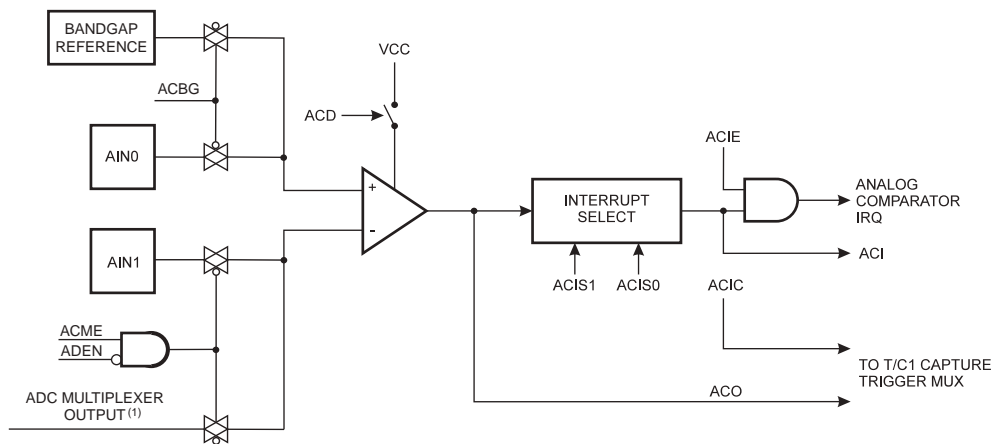 BANDGAP
REFERENCE
VCC
ACBG
ACD
AIN0
ACIE
+
-
INTERRUPT
SELECT
ANALOG
COMPARATOR
IRQ
AIN1
ACI
ACIS1
ACIS0
ACIC
ACME
ADEN
TO T/C1 CAPTURE
TRIGGER MUX
ADC MULTIPLEXER
OUTPUT (1)
ACO